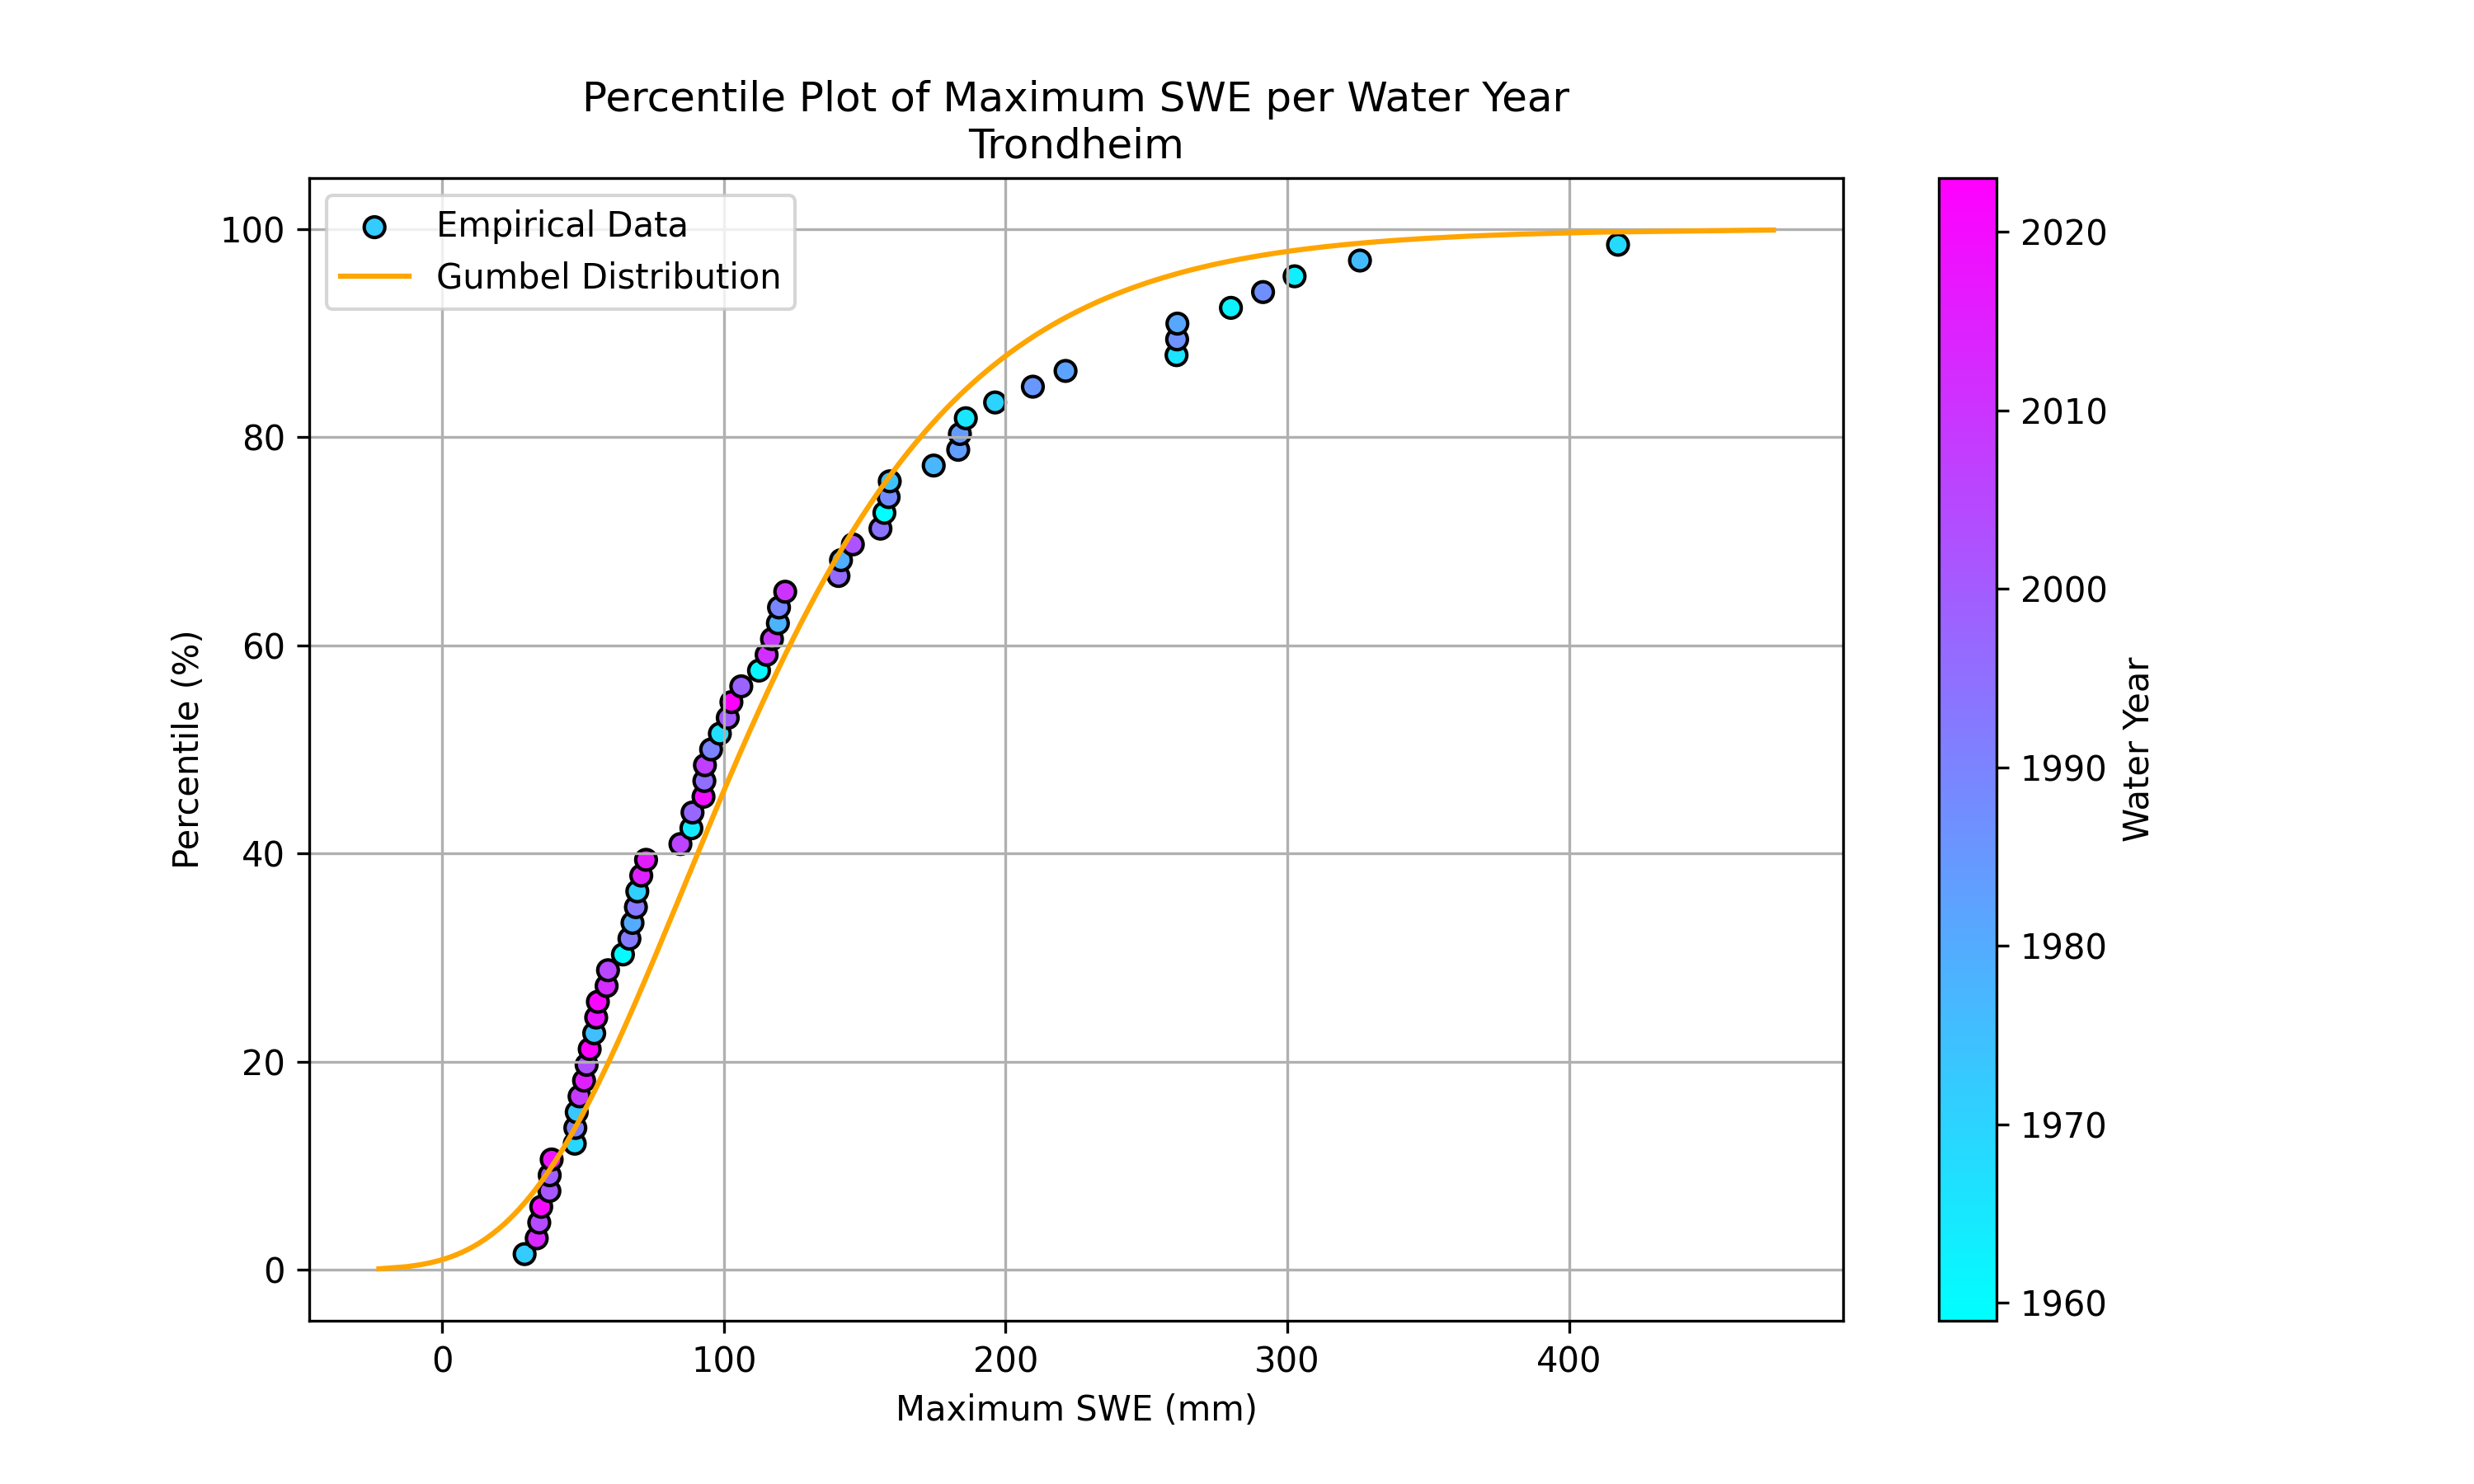 Percentile Plot of Maximum SWE per Water Year
Trondheim
Empirical Data
Gumbel Distribution
100
80
60
40
20
0
Percentile (%)
0
100
200
300
400
Maximum SWE (mm)
2020
2010
2000
1990
1980
1970
1960
Water Year